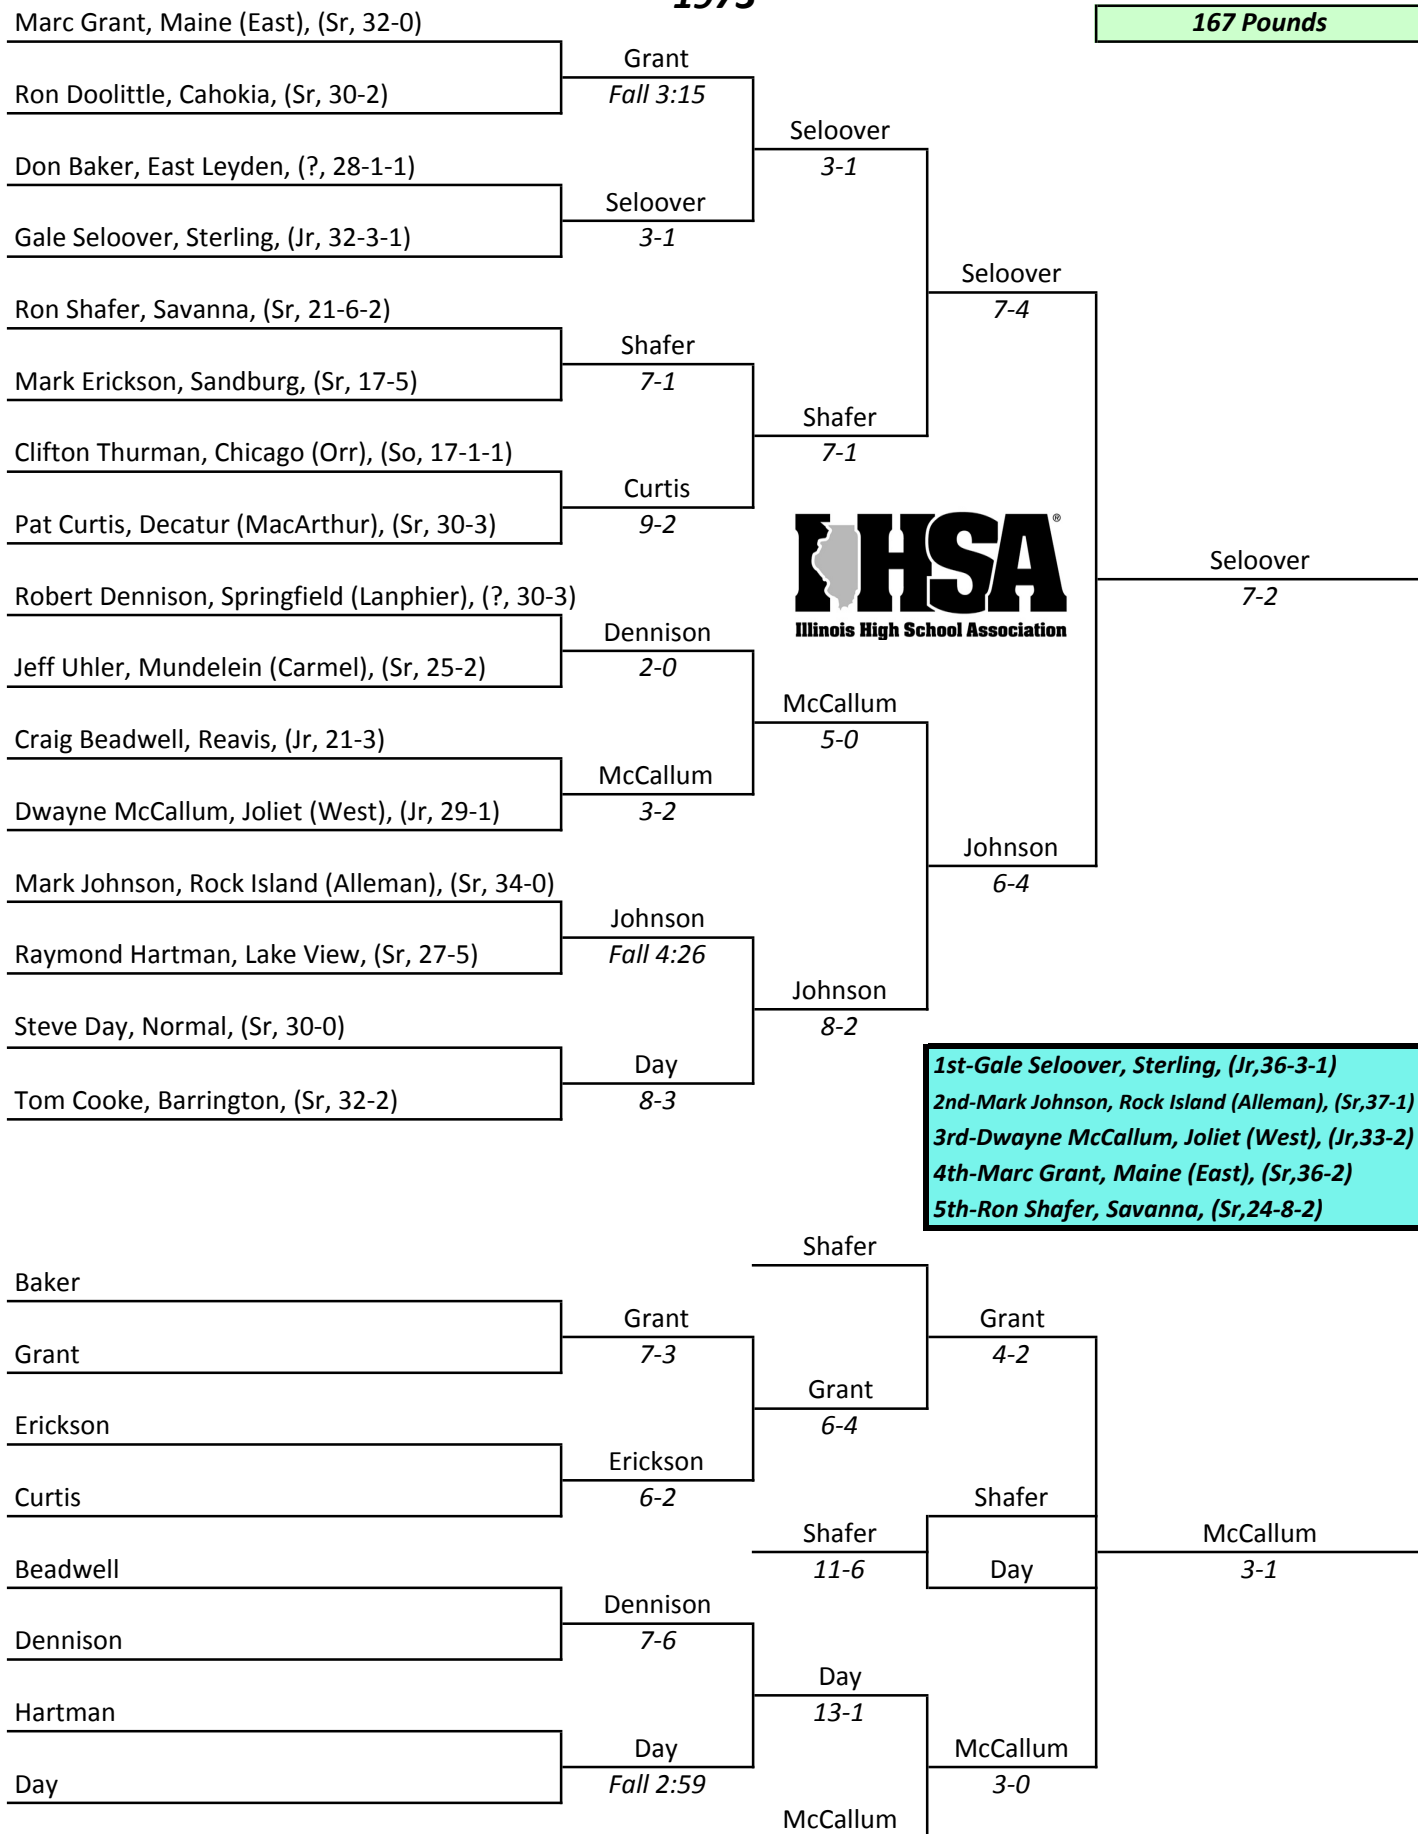 1973
167 Pounds
Marc Grant, Maine (East), (Sr, 32-0)
Grant
Fall 3:15
Ron Doolittle, Cahokia, (Sr, 30-2)
Seloover
3-1
Don Baker, East Leyden, (?, 28-1-1)
Seloover
3-1
Gale Seloover, Sterling, (Jr, 32-3-1)
Seloover
7-4
Ron Shafer, Savanna, (Sr, 21-6-2)
Shafer
7-1
Mark Erickson, Sandburg, (Sr, 17-5)
Shafer
7-1
Clifton Thurman, Chicago (Orr), (So, 17-1-1)
Curtis
9-2
Pat Curtis, Decatur (MacArthur), (Sr, 30-3)
IHSA®
Illinois High School Association
Seloover
7-2
Robert Dennison, Springfield (Lanphier), (?, 30-3)
Dennison
2-0
Jeff Uhler, Mundelein (Carmel), (Sr, 25-2)
McCallum
5-0
Craig Beadwell, Reavis, (Jr, 21-3)
McCallum
3-2
Dwayne McCallum, Joliet (West), (Jr, 29-1)
Johnson
6-4
Mark Johnson, Rock Island (Alleman), (Sr, 34-0)
Johnson
Fall 4:26
Raymond Hartman, Lake View, (Sr, 27-5)
Johnson
8-2
Steve Day, Normal, (Sr, 30-0)
Day
8-3
Tom Cooke, Barrington, (Sr, 32-2)
1st-Gale Seloover, Sterling, (Jr,36-3-1)
2nd-Mark Johnson, Rock Island (Alleman), (Sr,37-1)
3rd-Dwayne McCallum, Joliet (West), (Jr,33-2)
4th-Marc Grant, Maine (East), (Sr,36-2)
5th-Ron Shafer, Savanna, (Sr,24-8-2)
Shafer
Baker
Grant
7-3
Grant
4-2
Grant
Grant
6-4
Erickson
Erickson
6-2
Curtis
Shafer
Shafer
11-6
Day
McCallum
3-1
Beadwell
Dennison
7-6
Dennison
Day
13-1
Hartman
Day
Fall 2:59
McCallum
3-0
Day
McCallum